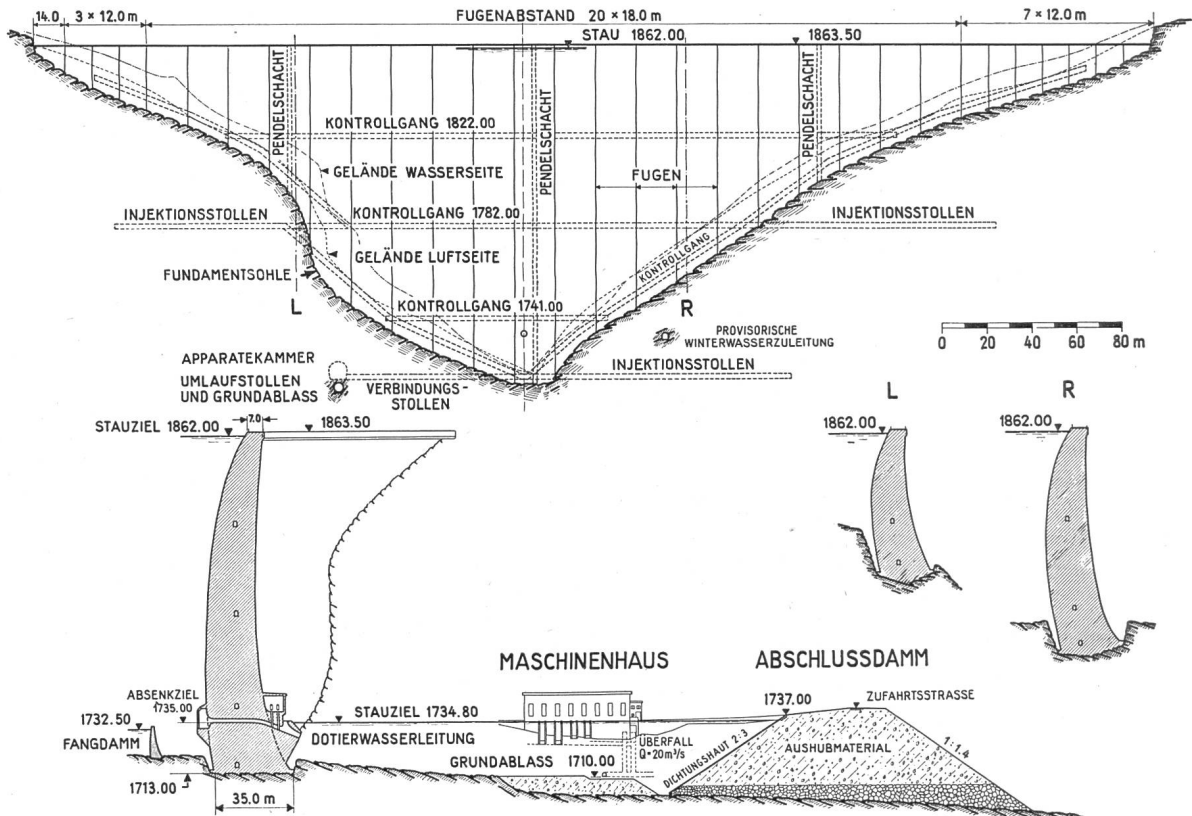 14.0
3 × 12.0 m
FUGENABSTAND 20 × 18.0 m
7 × 12.0 m
STAU 1862.00
1863.50
PENDELSCHACHT
PENDELSCHACHT
PENDELSCHACHT
KONTROLLGANG 1822.00
GELÄNDE WASSERSEITE
FUGEN
INJEKTIONSSTOLLEN
KONTROLLGANG 1782.00
INJEKTIONSSTOLLEN
GELÄNDE LUFTSEITE
KONTROLLGANG
FUNDAMENTSOHLE
L
KONTROLLGANG 1741.00
R
PROVISORISCHE
WINTERWASSERZULEITUNG
0 20 40 60 80 m
APPARATEKAMMER
UMLAUFSTOLLEN
UND GRUNDABLASS
VERBINDUNGS-
STOLLEN
INJEKTIONSSTOLLEN
L
R
7.0
STAUZIEL 1862.00
1863.50
1862.00
1862.00
MASCHINENHAUS
ABSCHLUSSDAMM
ABSENKZIEL
1735.00
1732.50
FANGDAMM
STAUZIEL 1734.80
DOTIERWASSERLEITUNG
1737.00
ZUFAHRTSSTRASSE
ÜBERFALL
Q=20m³/s
GRUNDABLASS
1710.00
DICHTUNGSHAUT 2:3
AUSHUBMATERIAL
1:1.4
1713.00
35.0 m